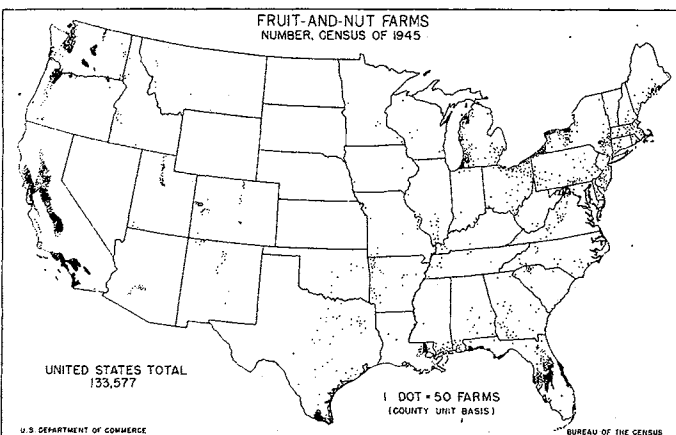 FRUIT-AND-NUT FARMS
NUMBER, CENSUS OF 1945
UNITED STATES TOTAL
133,577
1 DOT = 50 FARMS
(COUNTY UNIT BASIS)
U.S. DEPARTMENT OF COMMERCE
BUREAU OF THE CENSUS